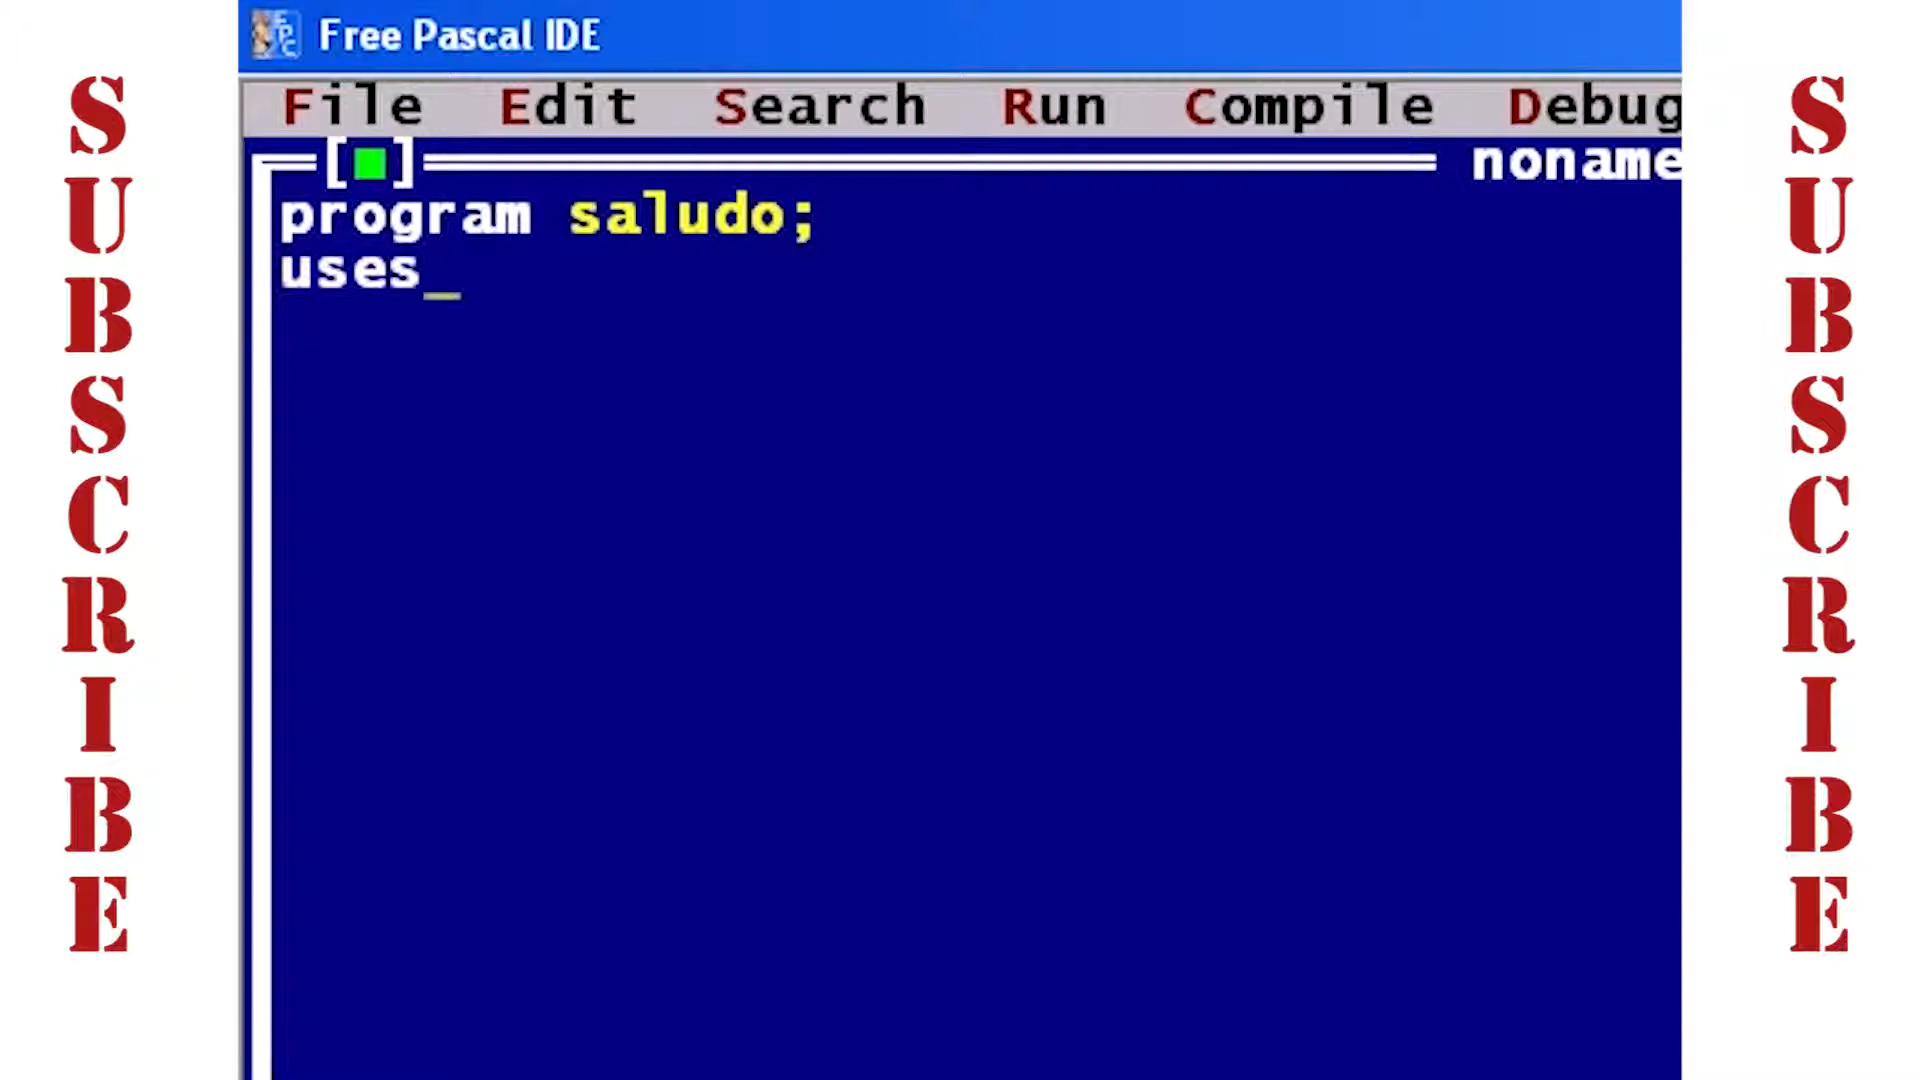 Free Pascal IDE
File Edit Search Run Compile Debug
noname
program saludo;
uses_
SUBSCRIBE
SUBSCRIBE